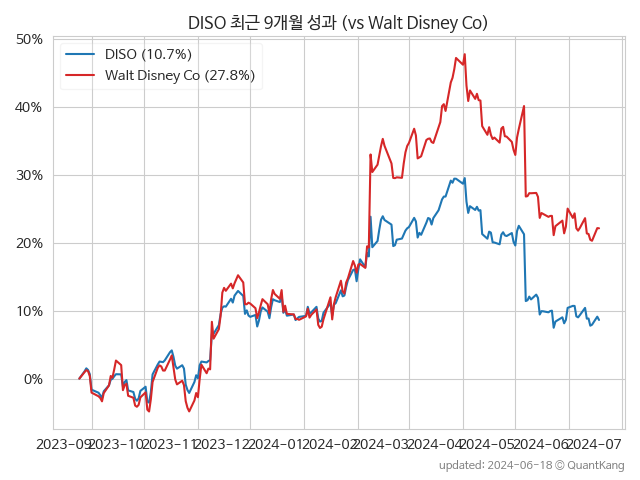 DISO 최근 9개월 성과 (vs Walt Disney Co)
DISO (10.7%)
Walt Disney Co (27.8%)
50%
40%
30%
20%
10%
0%
2023-09 2023-10 2023-11 2023-12 2024-01 2024-02 2024-03 2024-04 2024-05 2024-06 2024-07
updated: 2024-06-18 © QuantKang